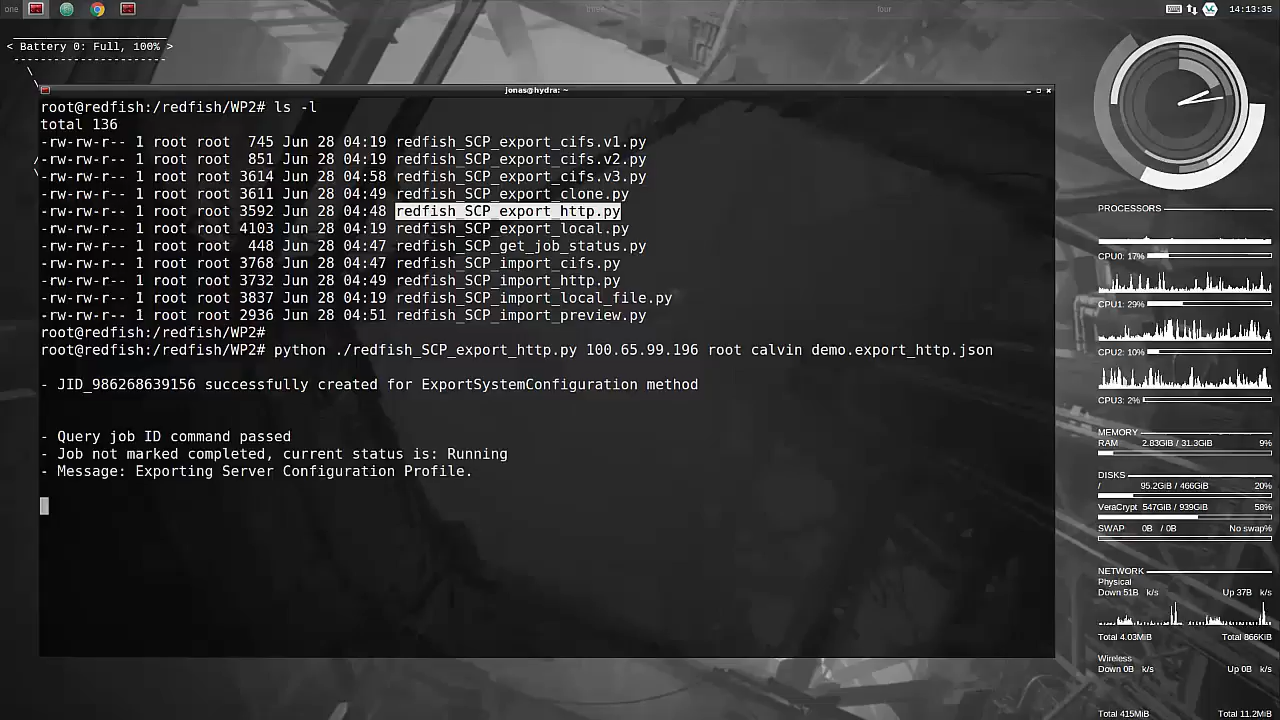 one
four
14:13:35
< Battery 0: Full, 100% >
-----------------------
\
\
jonas@hydra: ~
root@redfish:/redfish/WP2# ls -l
total 136
-rw-rw-r-- 1 root root  745 Jun 28 04:19 redfish_SCP_export_cifs.v1.py
-rw-rw-r-- 1 root root  851 Jun 28 04:19 redfish_SCP_export_cifs.v2.py
-rw-rw-r-- 1 root root 3614 Jun 28 04:58 redfish_SCP_export_cifs.v3.py
-rw-rw-r-- 1 root root 3611 Jun 28 04:49 redfish_SCP_export_clone.py
-rw-rw-r-- 1 root root 3592 Jun 28 04:48 redfish_SCP_export_http.py
-rw-rw-r-- 1 root root 4103 Jun 28 04:19 redfish_SCP_export_local.py
-rw-rw-r-- 1 root root  448 Jun 28 04:47 redfish_SCP_get_job_status.py
-rw-rw-r-- 1 root root 3768 Jun 28 04:47 redfish_SCP_import_cifs.py
-rw-rw-r-- 1 root root 3732 Jun 28 04:49 redfish_SCP_import_http.py
-rw-rw-r-- 1 root root 3837 Jun 28 04:19 redfish_SCP_import_local_file.py
-rw-rw-r-- 1 root root 2936 Jun 28 04:51 redfish_SCP_import_preview.py
root@redfish:/redfish/WP2#
root@redfish:/redfish/WP2# python ./redfish_SCP_export_http.py 100.65.99.196 root calvin demo.export_http.json
- JID_986268639156 successfully created for ExportSystemConfiguration method
- Query job ID command passed
- Job not marked completed, current status is: Running
- Message: Exporting Server Configuration Profile.
PROCESSORS
CPU0: 17%
CPU1: 29%
CPU2: 10%
CPU3: 2%
MEMORY
RAM 2.83GiB / 31.3GiB 9%
DISKS
/ 95.2GiB / 466GiB 20%
VeraCrypt 547GiB / 939GiB 58%
SWAP 0B / 0B No swap%
NETWORK
Physical
Down 51B k/s Up 37B k/s
Total 4.03MiB Total 866KiB
Wireless
Down 0B k/s Up 0B k/s
Total 415MiB Total 11.2MiB